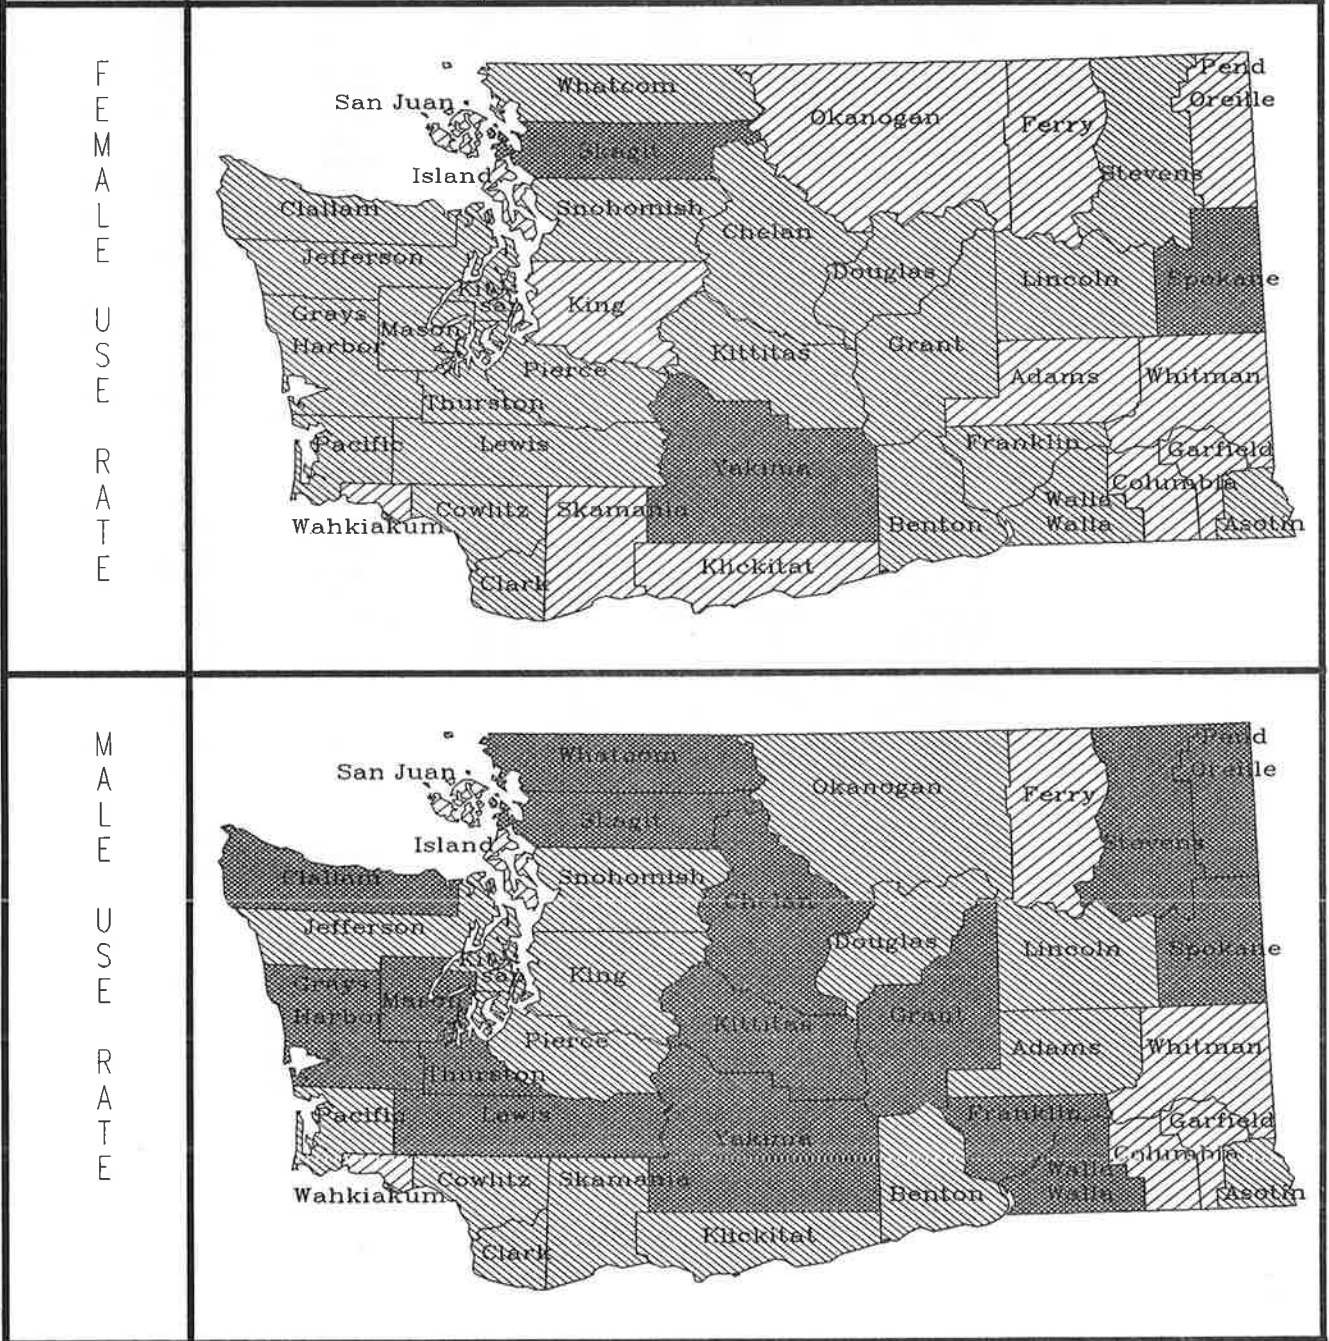 FEMALE USE RATE
Whatcom
Pend
Oreille
San Juan
Okanogan
Ferry
Skagit
Island
Stevens
Clallam
Snohomish
Chelan
Jefferson
Douglas
Lincoln
Spokane
Kit
sap
King
Grays
Harbor
Mason
Kittitas
Grant
Pierce
Adams
Whitman
Thurston
Pacific
Lewis
Franklin
Garfield
Yakima
Columbia
Walla
Walla
Wahkiakum
Cowlitz
Skamania
Benton
Asotin
Clark
Klickitat
MALE USE RATE
Whatcom
Pend
Oreille
San Juan
Okanogan
Ferry
Skagit
Island
Stevens
Clallam
Snohomish
Chelan
Jefferson
Douglas
Lincoln
Spokane
Kit
sap
King
Grays
Harbor
Mason
Kittitas
Grant
Pierce
Adams
Whitman
Thurston
Pacific
Lewis
Franklin
Garfield
Yakima
Columbia
Walla
Walla
Wahkiakum
Cowlitz
Skamania
Benton
Asotin
Clark
Klickitat